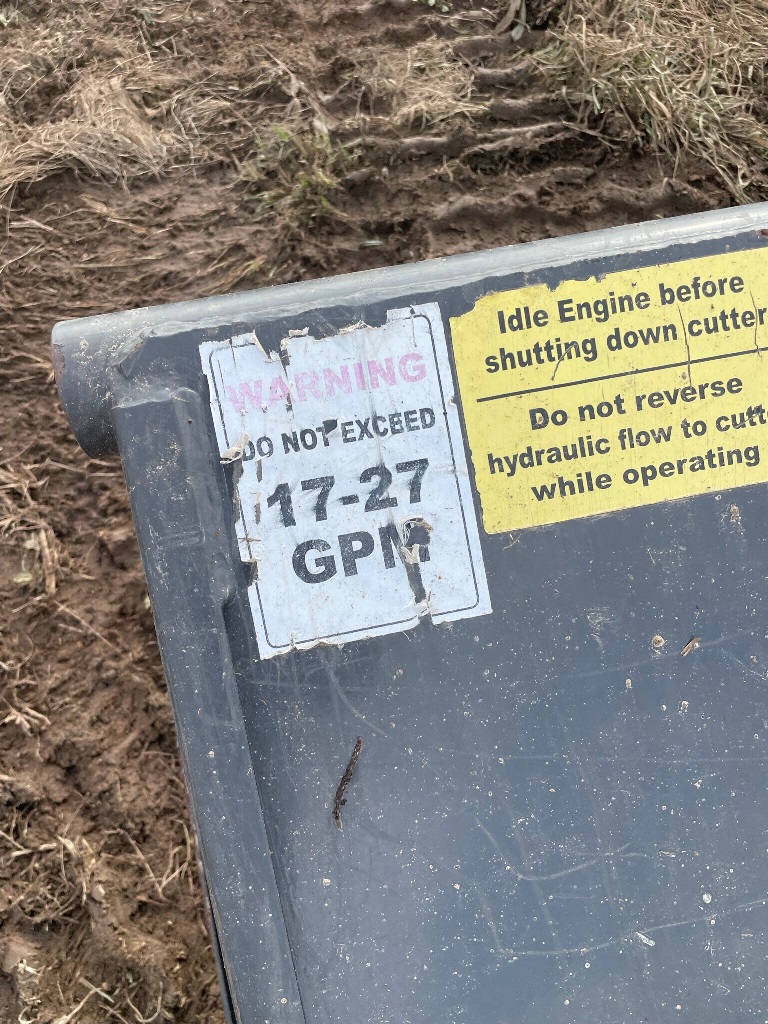 WARNING
DO NOT EXCEED
17-27
GPM
Idle Engine before
shutting down cutter
Do not reverse
hydraulic flow to cutt
while operating